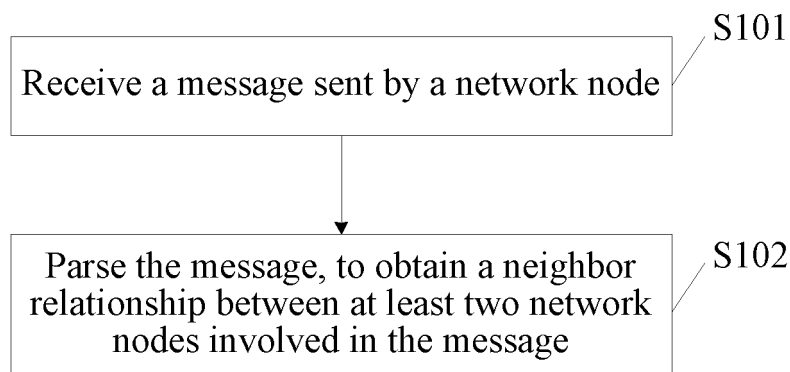 S101
Receive a message sent by a network node
S102
Parse the message, to obtain a neighbor
relationship between at least two network
nodes involved in the message